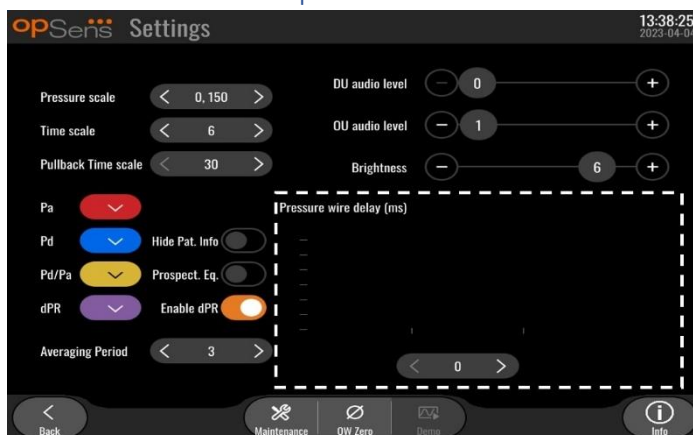 opSens Settings
13:38:25
2023-04-04
Pressure scale 0, 150
Time scale 6
Pullback Time scale 30
DU audio level 0
OU audio level 1
Brightness 6
Pa
Pd Hide Pat. Info
Pd/Pa Prospect. Eq.
dPR Enable dPR
Averaging Period 3
Pressure wire delay (ms)
0
Back
Maintenance
OW Zero
Demo
Info